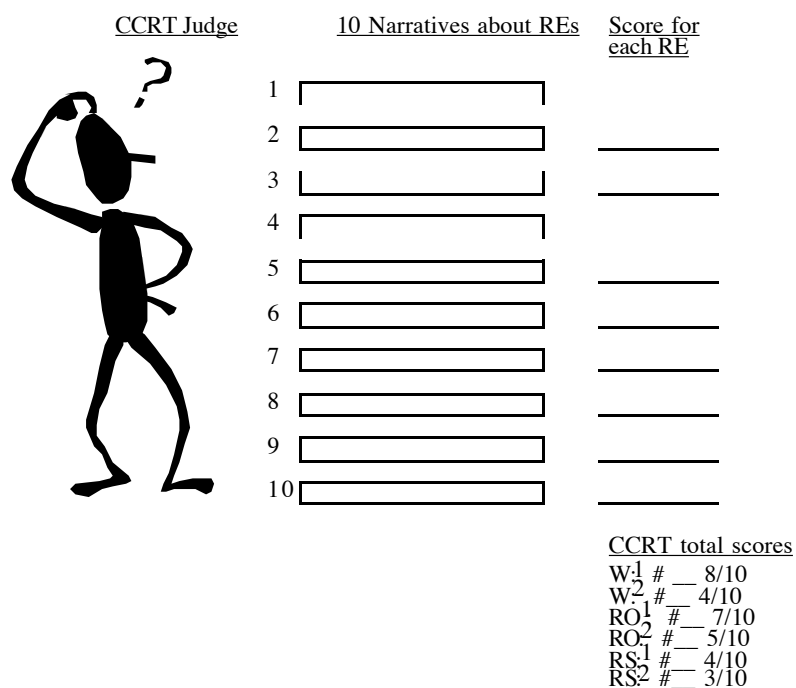 CCRT Judge
10 Narratives about REs
Score for
each RE
?
1
2
3
4
5
6
7
8
9
10
CCRT total scores
W:1 # __ 8/10
W:2 #__ 4/10
RO:1 #__ 7/10
RO:2 #__ 5/10
RS:1 #__ 4/10
RS:2 #__ 3/10